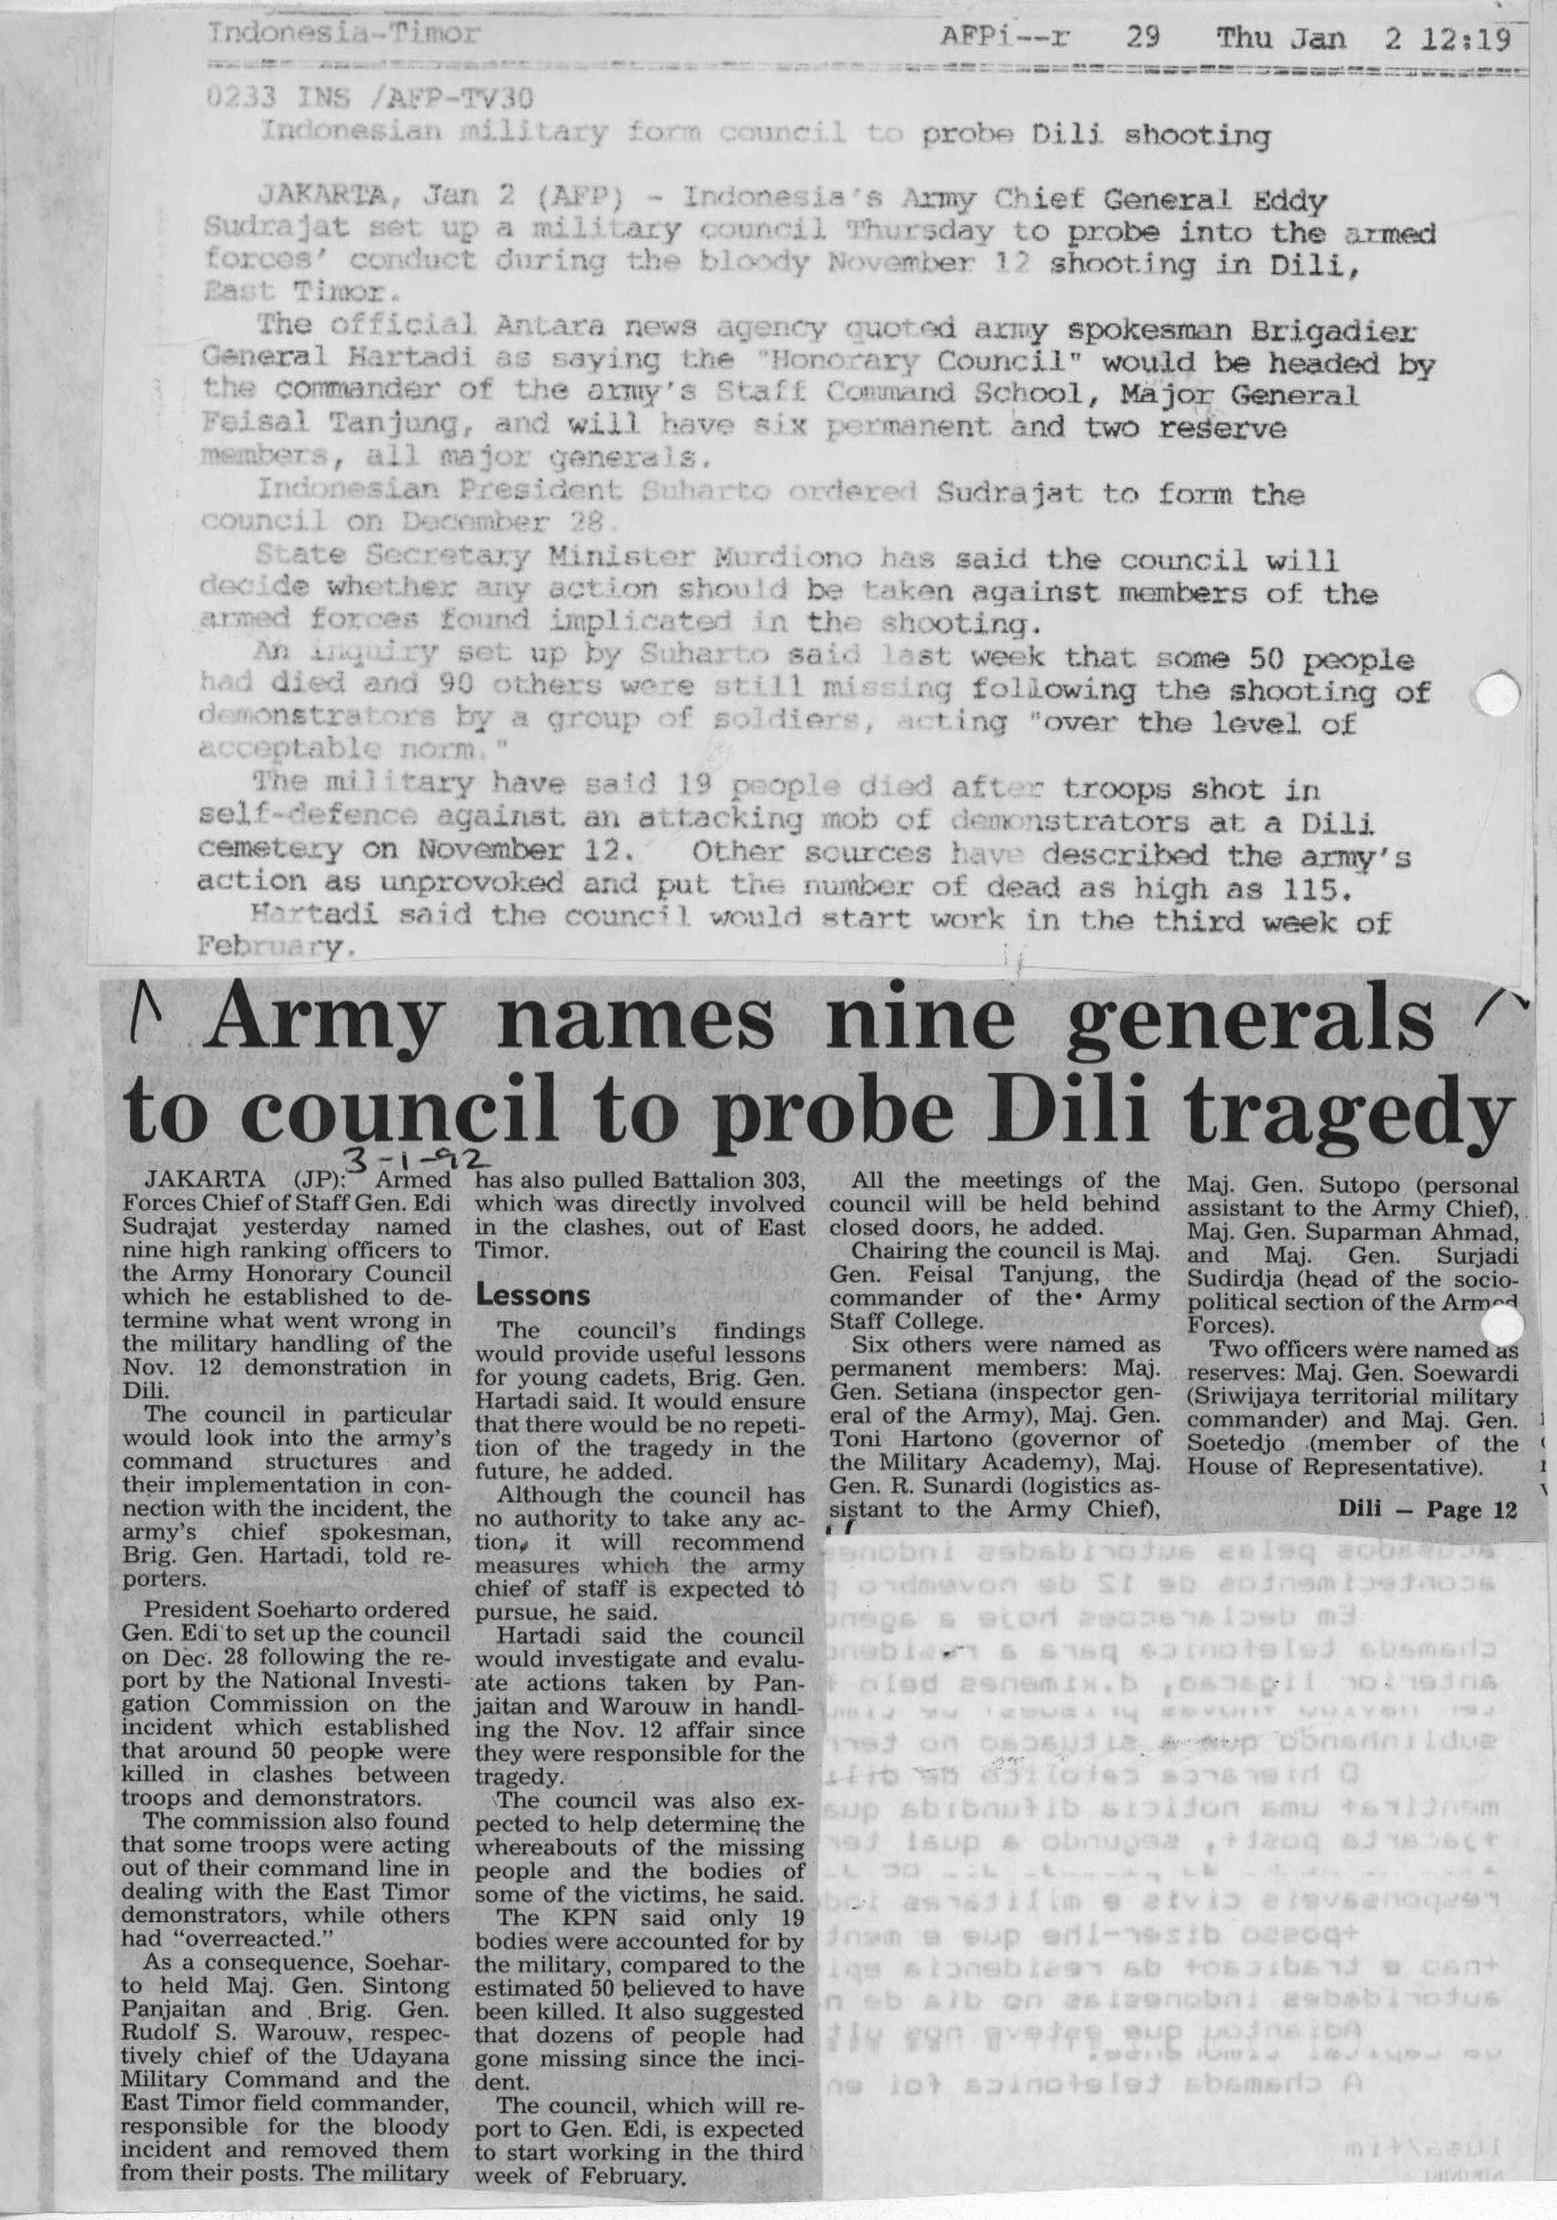 Indonesia-Timor AFPi--r 29 Thu Jan 2 12:19
0233 INS /AFP-TV30
Indonesian military form council to probe Dili shooting
JAKARTA, Jan 2 (AFP) - Indonesia's Army Chief General Eddy
Sudrajat set up a military council Thursday to probe into the armed
forces' conduct during the bloody November 12 shooting in Dili,
East Timor.
The official Antara news agency quoted army spokesman Brigadier
General Hartadi as saying the "Honorary Council" would be headed by
the commander of the army's Staff Command School, Major General
Feisal Tanjung, and will have six permanent and two reserve
members, all major generals.
Indonesian President Suharto ordered Sudrajat to form the
council on December 28.
State Secretary Minister Murdiono has said the council will
decide whether any action should be taken against members of the
armed forces found implicated in the shooting.
An inquiry set up by Suharto said last week that some 50 people
had died and 90 others were still missing following the shooting of
demonstrators by a group of soldiers, acting "over the level of
acceptable norm."
The military have said 19 people died after troops shot in
self-defence against an attacking mob of demonstrators at a Dili
cemetery on November 12. Other sources have described the army's
action as unprovoked and put the number of dead as high as 115.
Hartadi said the council would start work in the third week of
February.
Army names nine generals
to council to probe Dili tragedy
3-1-92
JAKARTA (JP): Armed
Forces Chief of Staff Gen. Edi
Sudrajat yesterday named
nine high ranking officers to
the Army Honorary Council
which he established to de-
termine what went wrong in
the military handling of the
Nov. 12 demonstration in
Dili.
The council in particular
would look into the army's
command structures and
their implementation in con-
nection with the incident, the
army's chief spokesman,
Brig. Gen. Hartadi, told re-
porters.
President Soeharto ordered
Gen. Edi to set up the council
on Dec. 28 following the re-
port by the National Investi-
gation Commission on the
incident which established
that around 50 people were
killed in clashes between
troops and demonstrators.
The commission also found
that some troops were acting
out of their command line in
dealing with the East Timor
demonstrators, while others
had "overreacted."
As a consequence, Soehar-
to held Maj. Gen. Sintong
Panjaitan and Brig. Gen.
Rudolf S. Warouw, respec-
tively chief of the Udayana
Military Command and the
East Timor field commander,
responsible for the bloody
incident and removed them
from their posts. The military
has also pulled Battalion 303,
which was directly involved
in the clashes, out of East
Timor.
Lessons
The council's findings
would provide useful lessons
for young cadets, Brig. Gen.
Hartadi said. It would ensure
that there would be no repeti-
tion of the tragedy in the
future, he added.
Although the council has
no authority to take any ac-
tion, it will recommend
measures which the army
chief of staff is expected to
pursue, he said.
Hartadi said the council
would investigate and evalu-
ate actions taken by Pan-
jaitan and Warouw in handl-
ing the Nov. 12 affair since
they were responsible for the
tragedy.
The council was also ex-
pected to help determine the
whereabouts of the missing
people and the bodies of
some of the victims, he said.
The KPN said only 19
bodies were accounted for by
the military, compared to the
estimated 50 believed to have
been killed. It also suggested
that dozens of people had
gone missing since the inci-
dent.
The council, which will re-
port to Gen. Edi, is expected
to start working in the third
week of February.
All the meetings of the
council will be held behind
closed doors, he added.
Chairing the council is Maj.
Gen. Feisal Tanjung, the
commander of the Army
Staff College.
Six others were named as
permanent members: Maj.
Gen. Setiana (inspector gen-
eral of the Army), Maj. Gen.
Toni Hartono (governor of
the Military Academy), Maj.
Gen. R. Sunardi (logistics as-
sistant to the Army Chief),
Maj. Gen. Sutopo (personal
assistant to the Army Chief),
Maj. Gen. Suparman Ahmad,
and Maj. Gen. Surjadi
Sudirdja (head of the socio-
political section of the Armed
Forces).
Two officers were named as
reserves: Maj. Gen. Soewardi
(Sriwijaya territorial military
commander) and Maj. Gen.
Soetedjo (member of the
House of Representative).
Dili — Page 12